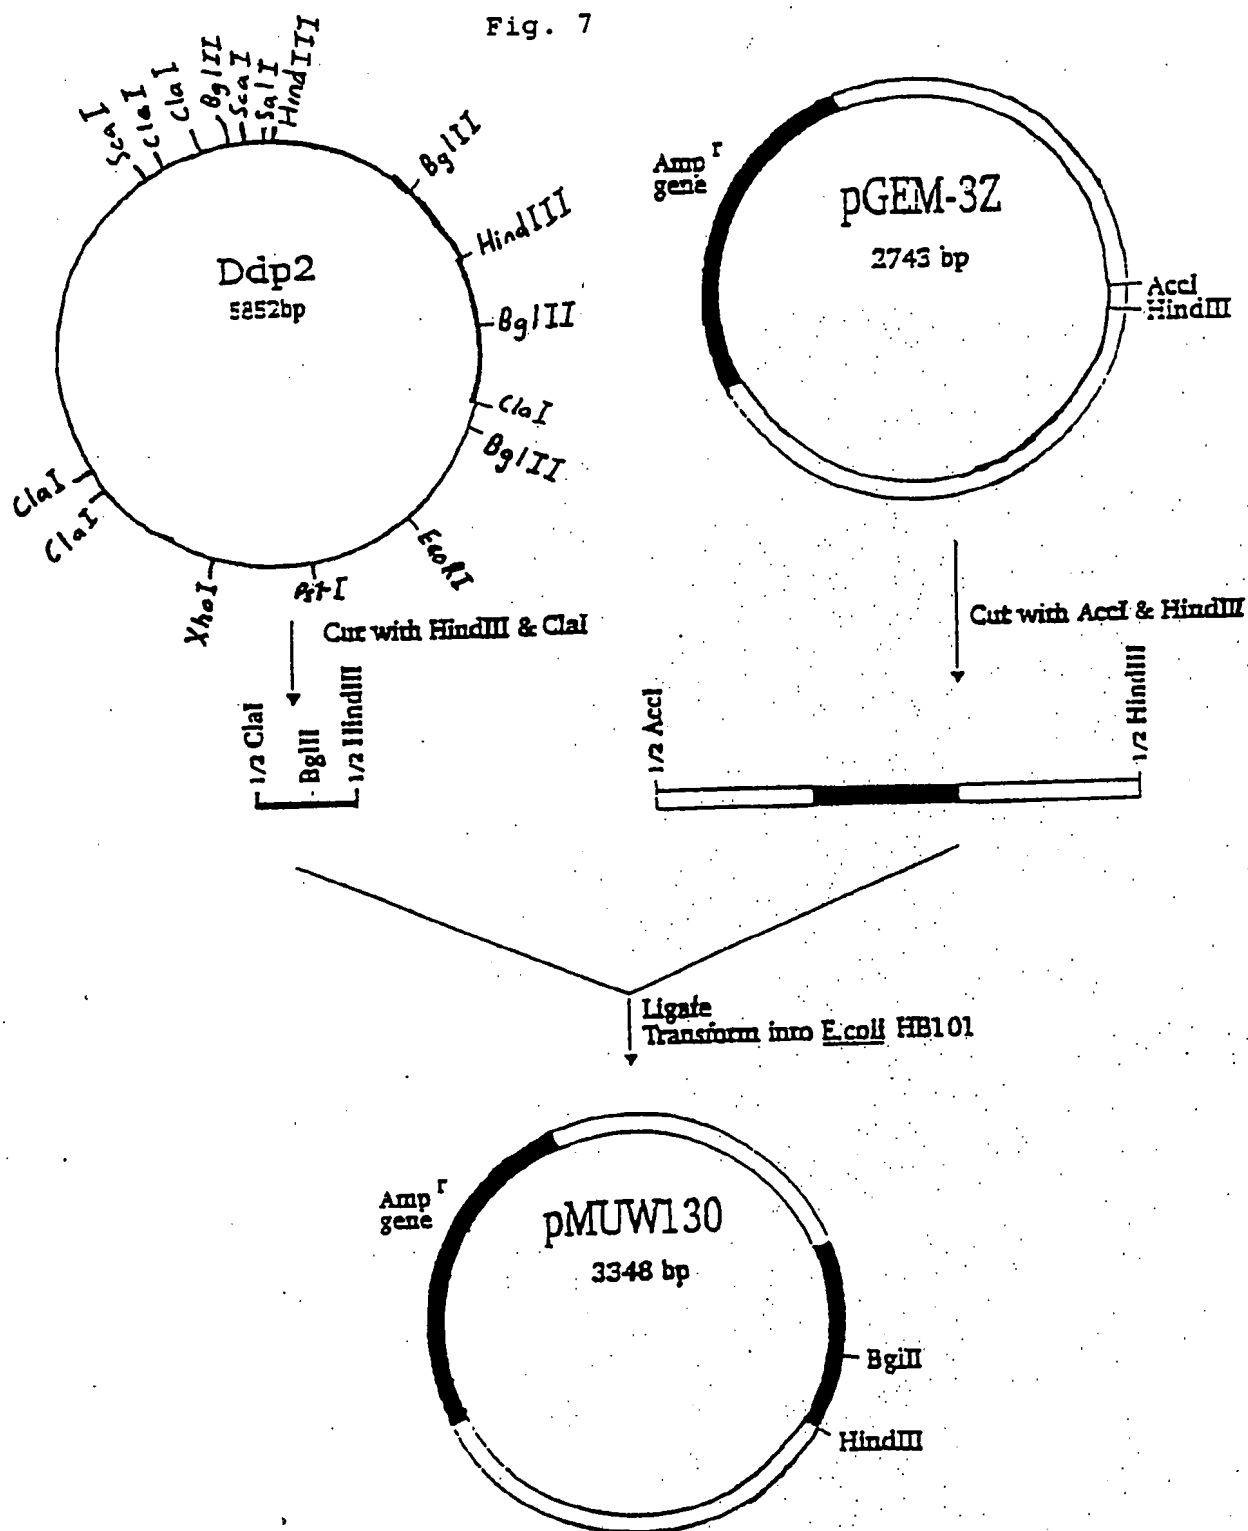 Fig. 7
ScaI
ClaI
ClaI
BglII
ScaI
SalI
HindIII
BglII
HindIII
BglII
ClaI
BglII
EcoRI
PstI
XhoI
ClaI
ClaI
Ddp2
5852bp
Amp r
gene
pGEM-3Z
2743 bp
AccI
HindIII
Cut with HindIII & ClaI
Cut with AccI & HindIII
1/2 ClaI
BglII
1/2 HindIII
1/2 AccI
1/2 HindIII
Ligate
Transform into E.coli HB101
Amp r
gene
pMUW130
3348 bp
BglII
HindIII